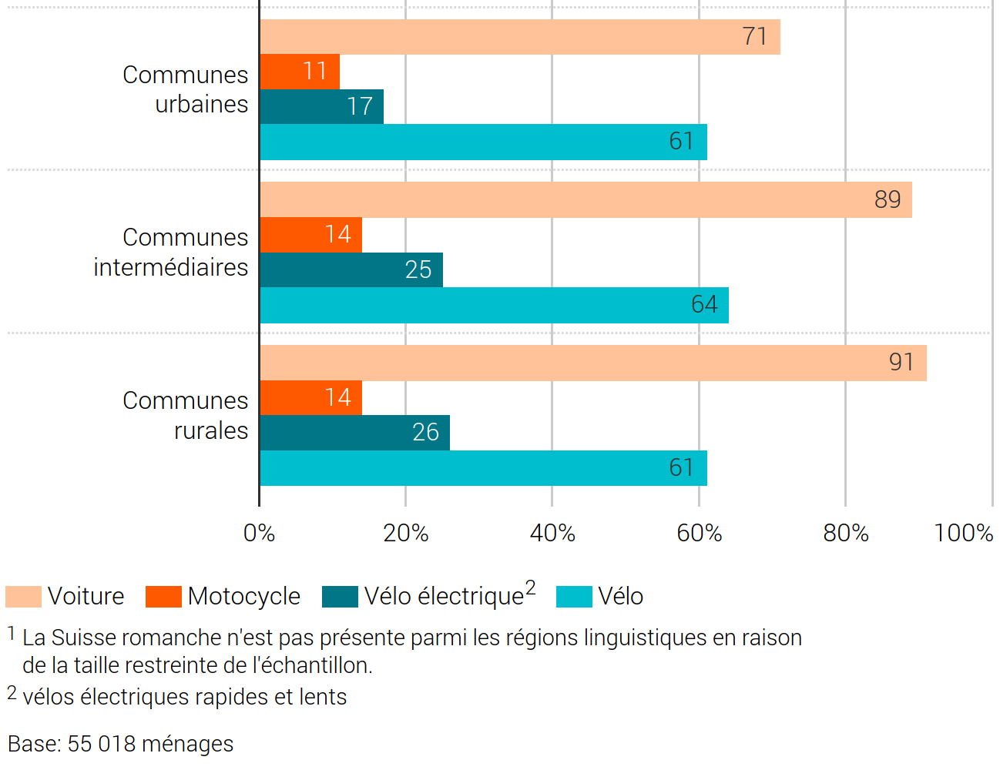 71
11
Communes
urbaines
17
61
89
14
Communes
intermédiaires
25
64
91
14
Communes
rurales
26
61
0% 20% 40% 60% 80% 100%
Voiture Motocycle Vélo électrique² Vélo
¹ La Suisse romanche n'est pas présente parmi les régions linguistiques en raison
de la taille restreinte de l'échantillon.
² vélos électriques rapides et lents
Base: 55 018 ménages